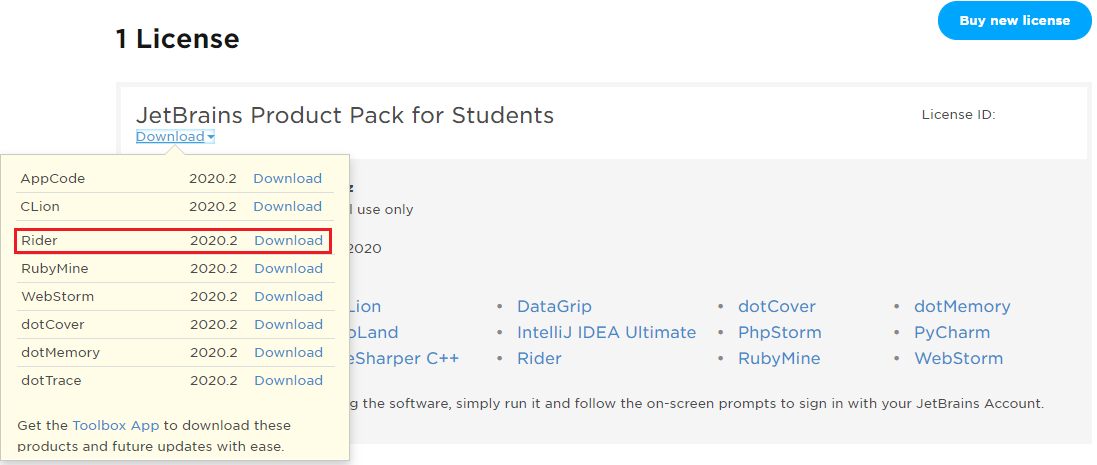 Buy new license
1 License
JetBrains Product Pack for Students
License ID:
Download
AppCode 2020.2 Download
CLion 2020.2 Download
Rider 2020.2 Download
RubyMine 2020.2 Download
WebStorm 2020.2 Download
dotCover 2020.2 Download
dotMemory 2020.2 Download
dotTrace 2020.2 Download
Get the Toolbox App to download these
products and future updates with ease.
use only
2020
Lion • DataGrip • dotCover • dotMemory
oLand • IntelliJ IDEA Ultimate • PhpStorm • PyCharm
eSharper C++ • Rider • RubyMine • WebStorm
g the software, simply run it and follow the on-screen prompts to sign in with your JetBrains Account.